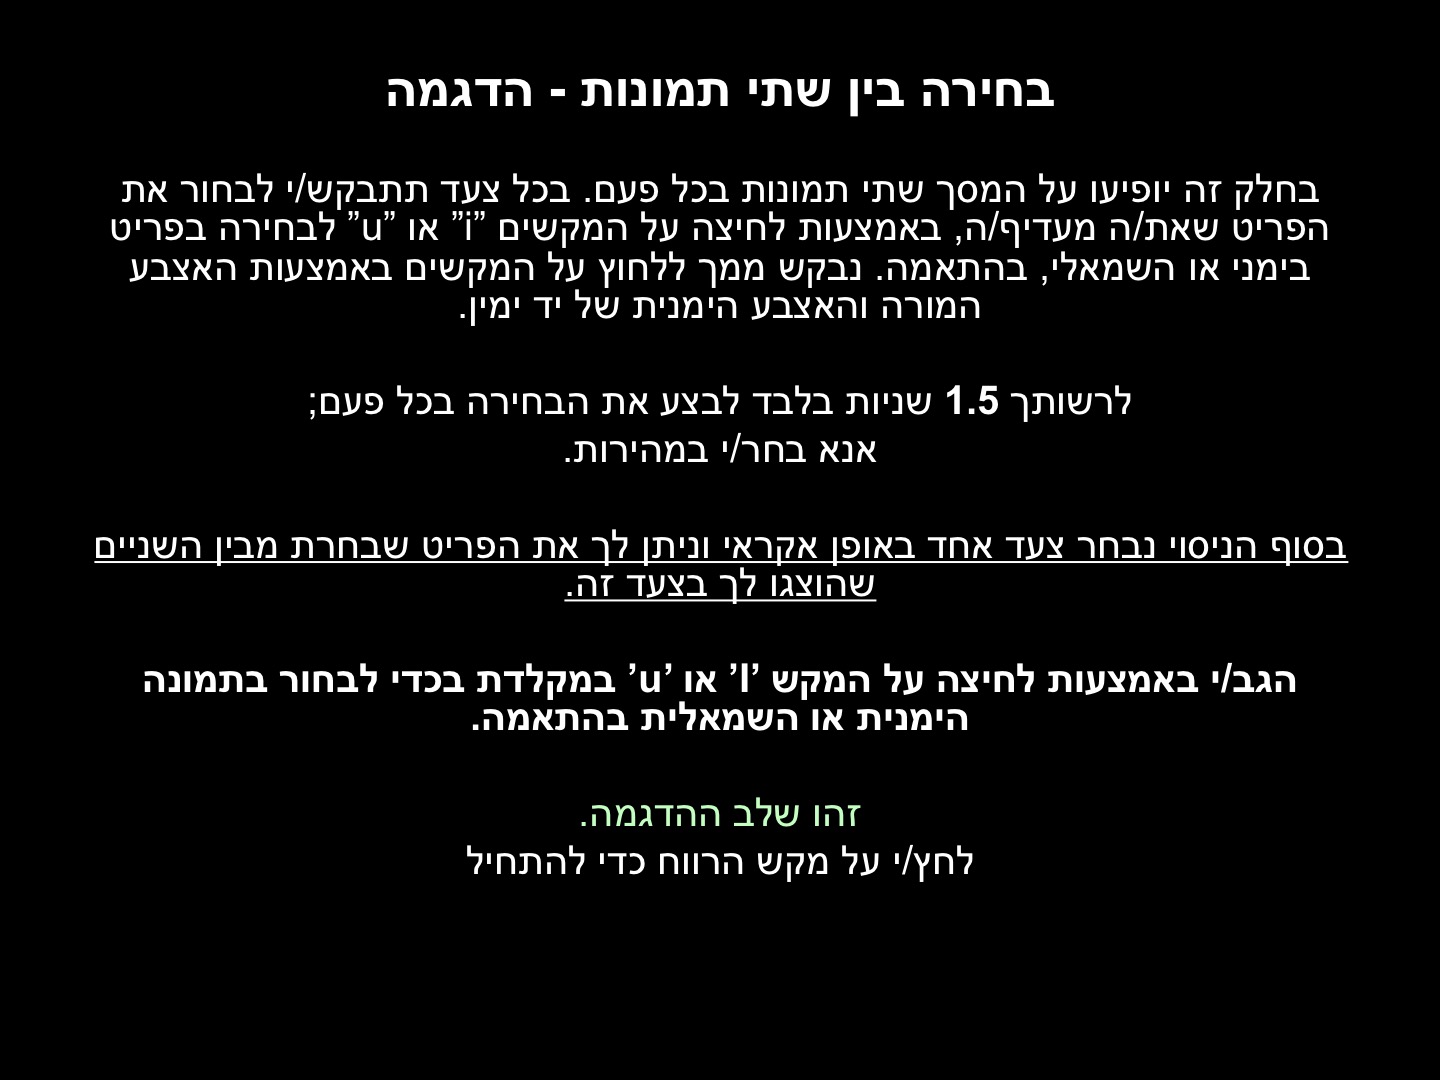 בחירה בין שתי תמונות - הדגמה
בחלק זה יופיעו על המסך שתי תמונות בכל פעם. בכל צעד תתבקש/י לבחור את
הפריט שאת/ה מעדיף/ה, באמצעות לחיצה על המקשים ”i” או ”u” לבחירה בפריט
בימני או השמאלי, בהתאמה. נבקש ממך ללחוץ על המקשים באמצעות האצבע
המורה והאצבע הימנית של יד ימין.
לרשותך 1.5 שניות בלבד לבצע את הבחירה בכל פעם;
אנא בחר/י במהירות.
בסוף הניסוי נבחר צעד אחד באופן אקראי וניתן לך את הפריט שבחרת מבין השניים
שהוצגו לך בצעד זה.
הגב/י באמצעות לחיצה על המקש ’I’ או ’u’ במקלדת בכדי לבחור בתמונה
הימנית או השמאלית בהתאמה.
זהו שלב ההדגמה.
לחץ/י על מקש הרווח כדי להתחיל